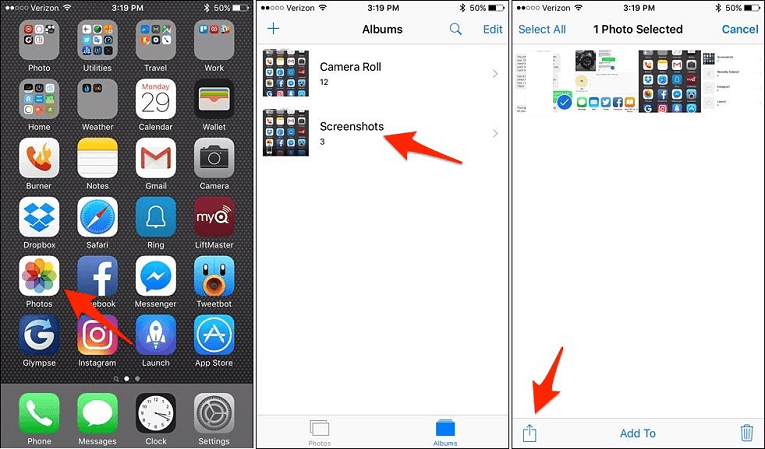 Verizon 3:19 PM 50%
Photo Utilities Travel Work
Monday
29
Home Weather Calendar Wallet
Burner Notes Gmail Camera
myQ
Dropbox Safari Ring LiftMaster
Photos Messenger Tweetbot
Glympse Instagram Launch App Store
Phone Messages Clock Settings
Verizon 3:19 PM 50%
Albums Edit
Camera Roll
12
Screenshots
3
Photos Albums
Verizon 3:19 PM 50%
Select All 1 Photo Selected Cancel
Add To